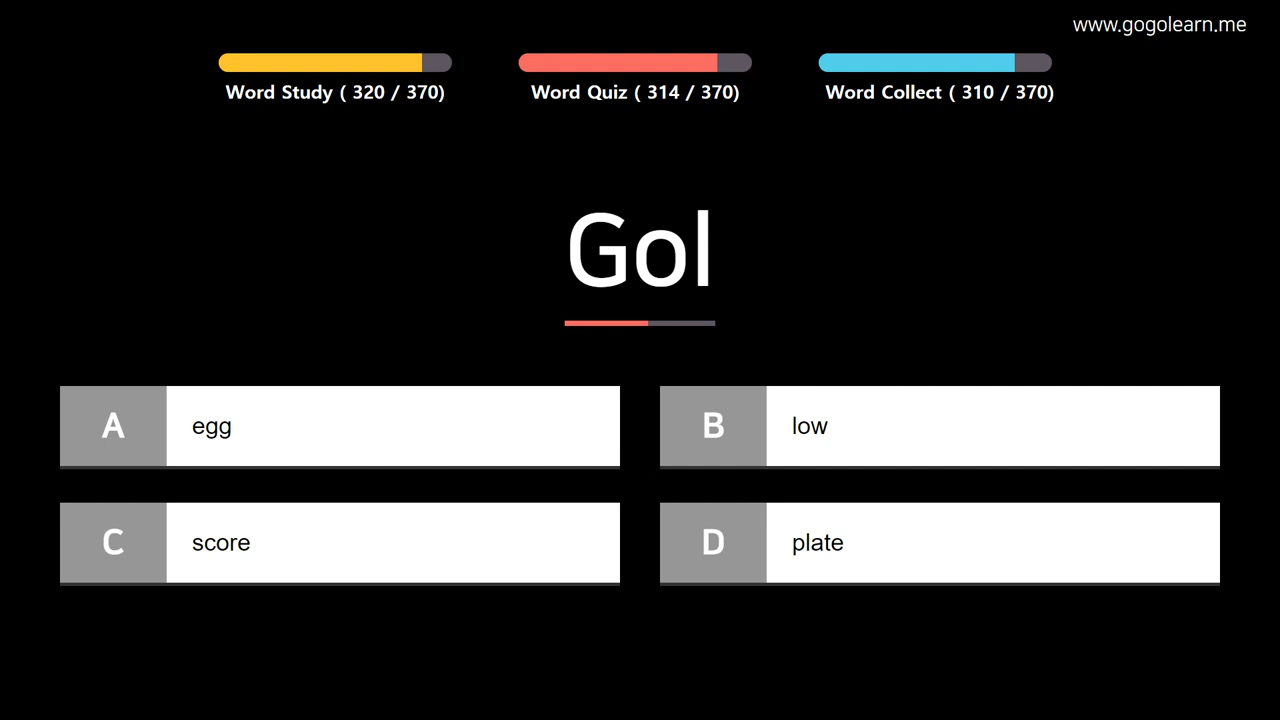 www.gogolearn.me
Word Study ( 320 / 370)
Word Quiz ( 314 / 370)
Word Collect ( 310 / 370)
Gol
A egg
B low
C score
D plate